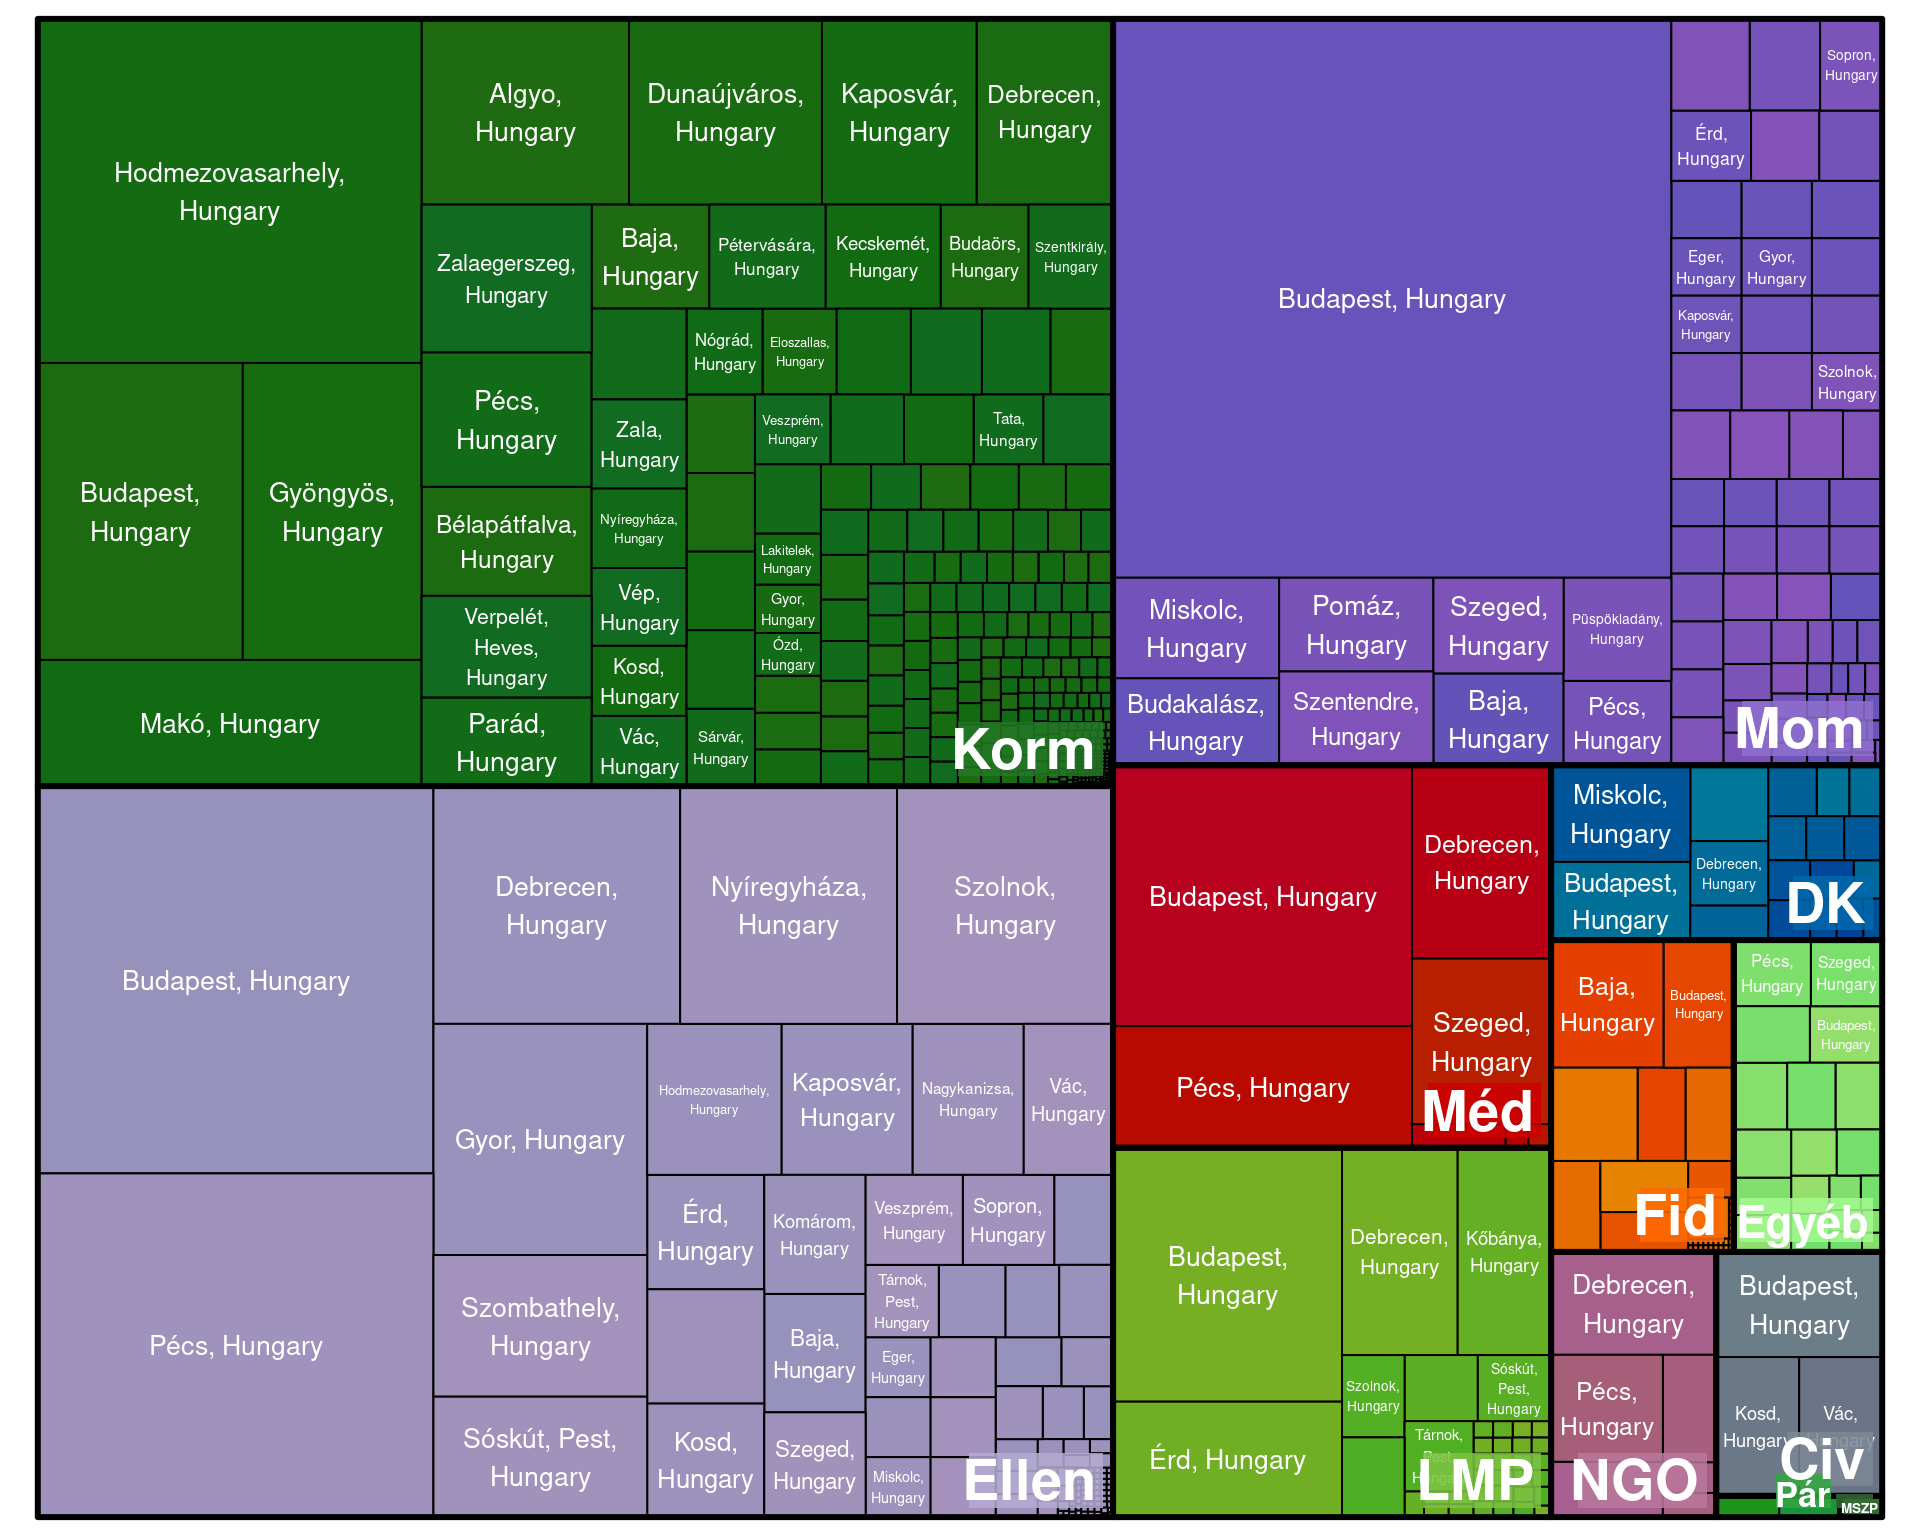 Hodmezovasarhely,
Hungary
Budapest,
Hungary
Gyöngyös,
Hungary
Makó, Hungary
Algyo,
Hungary
Dunaújváros,
Hungary
Kaposvár,
Hungary
Debrecen,
Hungary
Zalaegerszeg,
Hungary
Pécs,
Hungary
Bélapátfalva,
Hungary
Verpelét,
Heves,
Hungary
Parád,
Hungary
Baja,
Hungary
Pétervására,
Hungary
Kecskemét,
Hungary
Budaörs,
Hungary
Szentkirály,
Hungary
Zala,
Hungary
Nyíregyháza,
Hungary
Vép,
Hungary
Kosd,
Hungary
Vác,
Hungary
Nógrád,
Hungary
Eloszallas,
Hungary
Veszprém,
Hungary
Tata,
Hungary
Lakitelek,
Hungary
Gyor,
Hungary
Ózd,
Hungary
Sárvár,
Hungary
Korm
Budapest, Hungary
Miskolc,
Hungary
Budakalász,
Hungary
Pomáz,
Hungary
Szentendre,
Hungary
Szeged,
Hungary
Baja,
Hungary
Püspökladány,
Hungary
Pécs,
Hungary
Sopron,
Hungary
Érd,
Hungary
Eger,
Hungary
Gyor,
Hungary
Kaposvár,
Hungary
Szolnok,
Hungary
Mom
Budapest, Hungary
Pécs, Hungary
Debrecen,
Hungary
Nyíregyháza,
Hungary
Szolnok,
Hungary
Gyor, Hungary
Szombathely,
Hungary
Sóskút, Pest,
Hungary
Hodmezovasarhely,
Hungary
Kaposvár,
Hungary
Nagykanizsa,
Hungary
Vác,
Hungary
Érd,
Hungary
Kosd,
Hungary
Komárom,
Hungary
Baja,
Hungary
Szeged,
Hungary
Veszprém,
Hungary
Sopron,
Hungary
Tárnok,
Pest,
Hungary
Eger,
Hungary
Miskolc,
Hungary
Ellen
Budapest, Hungary
Pécs, Hungary
Debrecen,
Hungary
Szeged,
Hungary
Méd
Miskolc,
Hungary
Budapest,
Hungary
Debrecen,
Hungary
DK
Baja,
Hungary
Budapest,
Hungary
Fid
Pécs,
Hungary
Szeged,
Hungary
Budapest,
Hungary
Egyéb
Budapest,
Hungary
Érd, Hungary
Debrecen,
Hungary
Kőbánya,
Hungary
Szolnok,
Hungary
Sóskút,
Pest,
Hungary
Tárnok,
Pest,
Hungary
LMP
Debrecen,
Hungary
Pécs,
Hungary
NGO
Budapest,
Hungary
Kosd,
Hungary
Vác,
Hungary
Civ
Pár
MSZP